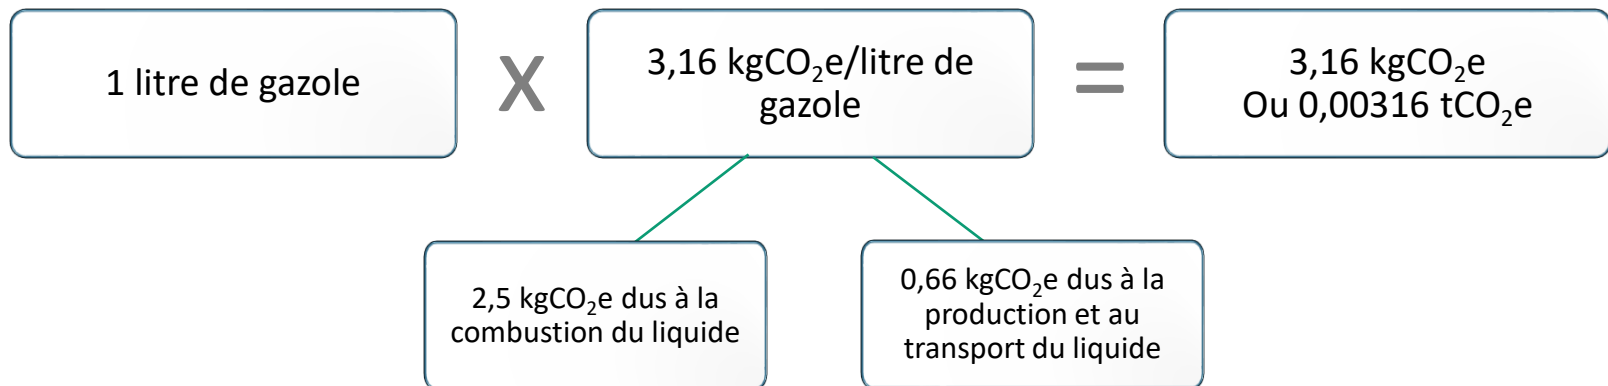 1 litre de gazole
X
3,16 kgCO₂e/litre de
gazole
=
3,16 kgCO₂e
Ou 0,00316 tCO₂e
2,5 kgCO₂e dus à la
combustion du liquide
0,66 kgCO₂e dus à la
production et au
transport du liquide